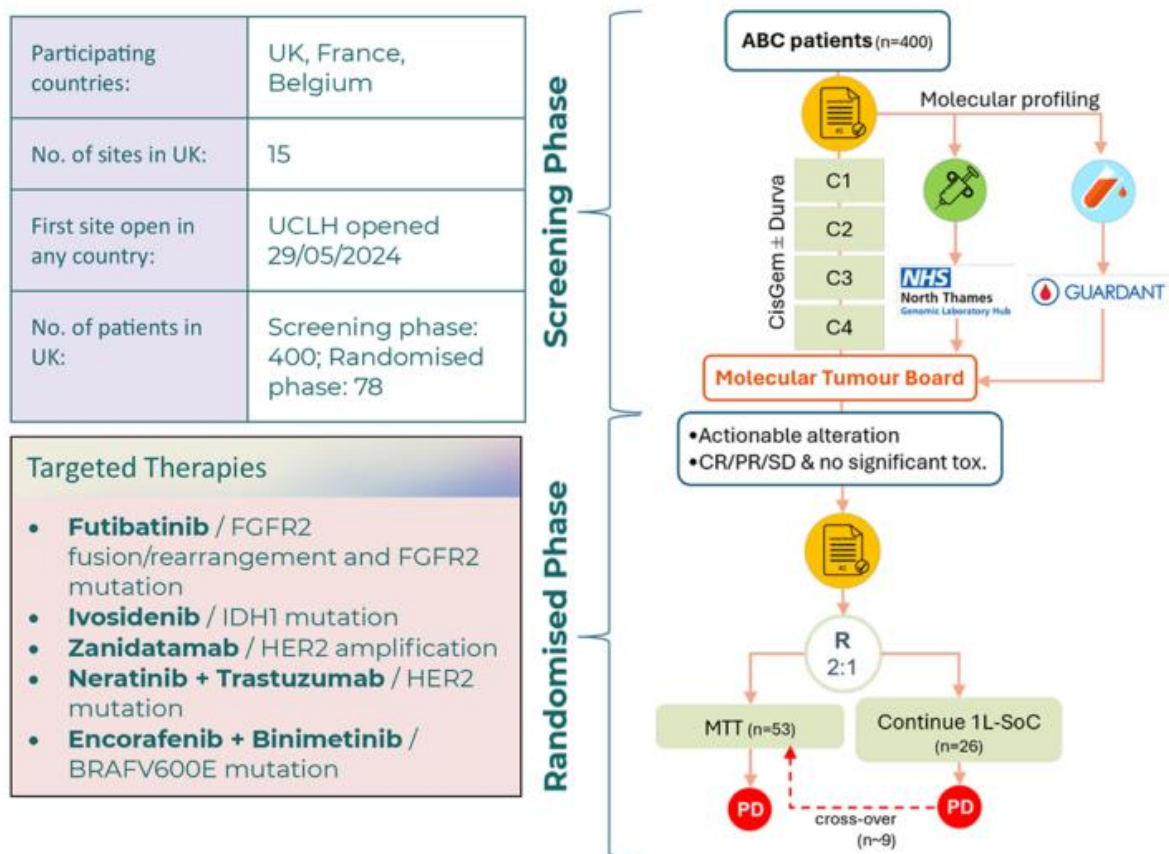 Participating
countries:
UK, France,
Belgium
No. of sites in UK:
15
First site open in
any country:
UCLH opened
29/05/2024
No. of patients in
UK:
Screening phase:
400; Randomised
phase: 78
Targeted Therapies
• Futibatinib / FGFR2
fusion/rearrangement and FGFR2
mutation
• Ivosidenib / IDH1 mutation
• Zanidatamab / HER2 amplification
• Neratinib + Trastuzumab / HER2
mutation
• Encorafenib + Binimetinib /
BRAFV600E mutation
Screening Phase
Randomised Phase
ABC patients (n=400)
Molecular profiling
#1
CisGem ± Durva
C1
C2
C3
C4
NHS
North Thames
Genomic Laboratory Hub
GUARDANT
Molecular Tumour Board
•Actionable alteration
•CR/PR/SD & no significant tox.
#2
R
2:1
MTT (n=53)
Continue 1L-SoC
(n=26)
PD
PD
cross-over
(n~9)